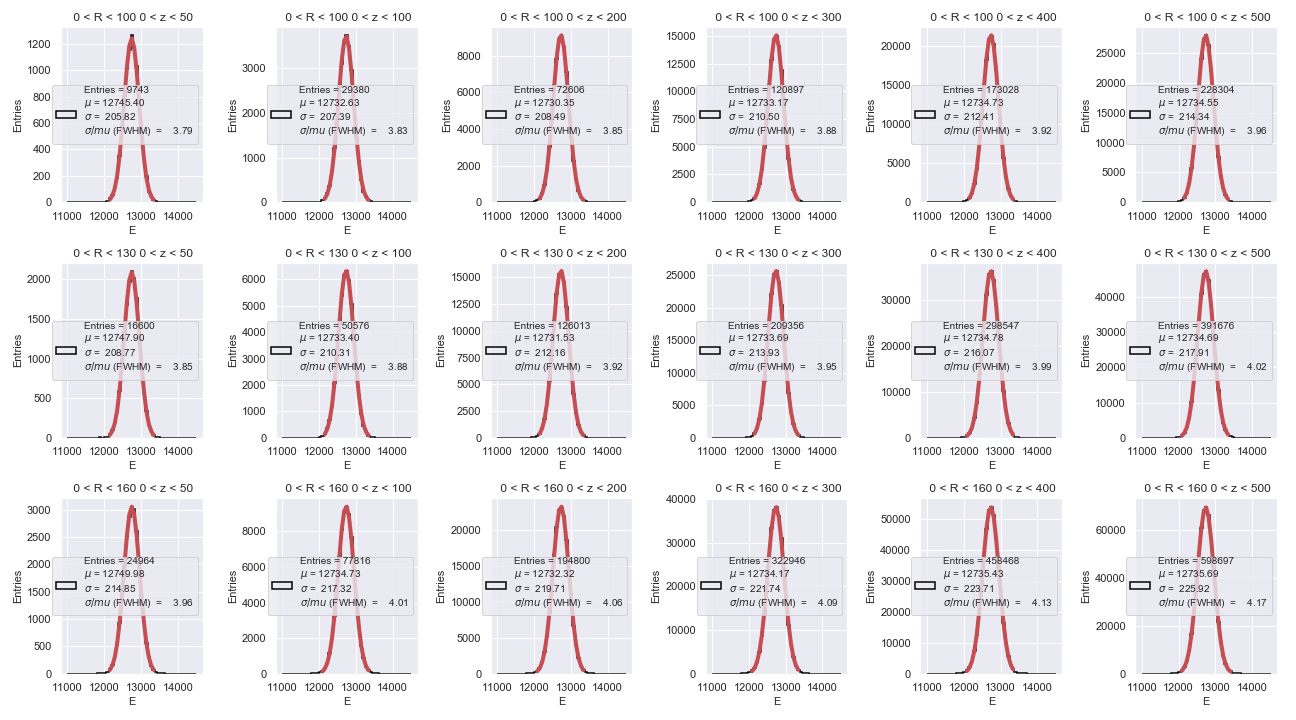 0 < R < 100 0 < z < 50
Entries
1200
1000
800
600
400
200
0
Entries = 9743
μ = 12745.40
σ = 205.82
σ/mu (FWHM) = 3.79
11000 12000 13000 14000
E
0 < R < 100 0 < z < 100
Entries
3000
2000
1000
0
Entries = 29380
μ = 12732.63
σ = 207.39
σ/mu (FWHM) = 3.83
11000 12000 13000 14000
E
0 < R < 100 0 < z < 200
Entries
8000
6000
4000
2000
0
Entries = 72606
μ = 12730.35
σ = 208.49
σ/mu (FWHM) = 3.85
11000 12000 13000 14000
E
0 < R < 100 0 < z < 300
Entries
15000
12500
10000
7500
5000
2500
0
Entries = 120897
μ = 12733.17
σ = 210.50
σ/mu (FWHM) = 3.88
11000 12000 13000 14000
E
0 < R < 100 0 < z < 400
Entries
20000
15000
10000
5000
0
Entries = 173028
μ = 12734.73
σ = 212.41
σ/mu (FWHM) = 3.92
11000 12000 13000 14000
E
0 < R < 100 0 < z < 500
Entries
25000
20000
15000
10000
5000
0
Entries = 228304
μ = 12734.55
σ = 214.34
σ/mu (FWHM) = 3.96
11000 12000 13000 14000
E
0 < R < 130 0 < z < 50
Entries
2000
1500
1000
500
0
Entries = 16600
μ = 12747.90
σ = 208.77
σ/mu (FWHM) = 3.85
11000 12000 13000 14000
E
0 < R < 130 0 < z < 100
Entries
6000
5000
4000
3000
2000
1000
0
Entries = 50576
μ = 12733.40
σ = 210.31
σ/mu (FWHM) = 3.88
11000 12000 13000 14000
E
0 < R < 130 0 < z < 200
Entries
15000
12500
10000
7500
5000
2500
0
Entries = 126013
μ = 12731.53
σ = 212.16
σ/mu (FWHM) = 3.92
11000 12000 13000 14000
E
0 < R < 130 0 < z < 300
Entries
25000
20000
15000
10000
5000
0
Entries = 209356
μ = 12733.69
σ = 213.93
σ/mu (FWHM) = 3.95
11000 12000 13000 14000
E
0 < R < 130 0 < z < 400
Entries
30000
20000
10000
0
Entries = 298547
μ = 12734.78
σ = 216.07
σ/mu (FWHM) = 3.99
11000 12000 13000 14000
E
0 < R < 130 0 < z < 500
Entries
40000
30000
20000
10000
0
Entries = 391676
μ = 12734.69
σ = 217.91
σ/mu (FWHM) = 4.02
11000 12000 13000 14000
E
0 < R < 160 0 < z < 50
Entries
3000
2500
2000
1500
1000
500
0
Entries = 24964
μ = 12749.98
σ = 214.85
σ/mu (FWHM) = 3.96
11000 12000 13000 14000
E
0 < R < 160 0 < z < 100
Entries
8000
6000
4000
2000
0
Entries = 77816
μ = 12734.73
σ = 217.32
σ/mu (FWHM) = 4.01
11000 12000 13000 14000
E
0 < R < 160 0 < z < 200
Entries
20000
15000
10000
5000
0
Entries = 194800
μ = 12732.32
σ = 219.71
σ/mu (FWHM) = 4.06
11000 12000 13000 14000
E
0 < R < 160 0 < z < 300
Entries
40000
30000
20000
10000
0
Entries = 322946
μ = 12734.17
σ = 221.74
σ/mu (FWHM) = 4.09
11000 12000 13000 14000
E
0 < R < 160 0 < z < 400
Entries
50000
40000
30000
20000
10000
0
Entries = 458468
μ = 12735.43
σ = 223.71
σ/mu (FWHM) = 4.13
11000 12000 13000 14000
E
0 < R < 160 0 < z < 500
Entries
60000
40000
20000
0
Entries = 598697
μ = 12735.69
σ = 225.92
σ/mu (FWHM) = 4.17
11000 12000 13000 14000
E